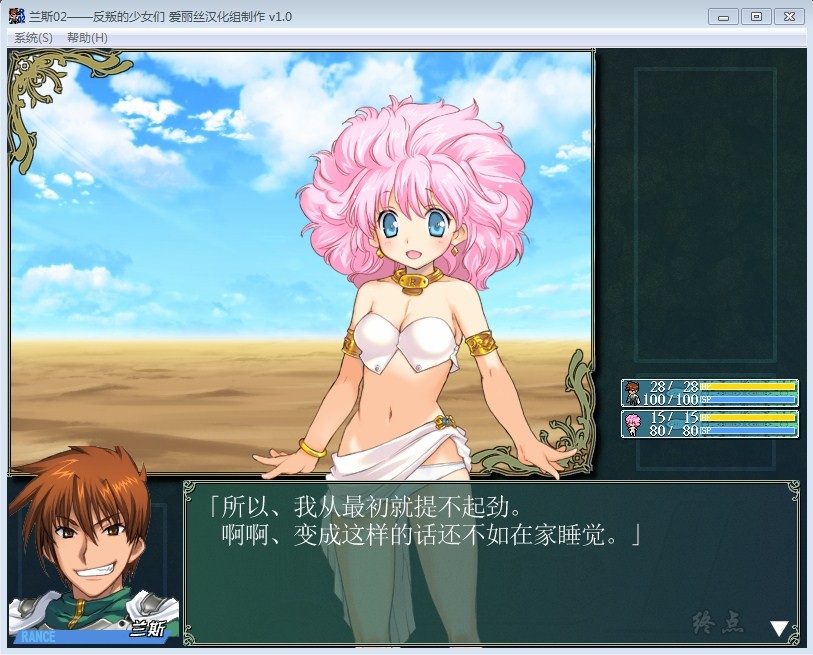 兰斯02——反叛的少女们 爱丽丝汉化组制作 v1.0
系统(S) 帮助(H)
28/ 28 HP
100/100 SP
15/ 15 HP
80/ 80 SP
「所以、我从最初就提不起劲。
啊啊、变成这样的话还不如在家睡觉。」
兰斯
RANCE
终点